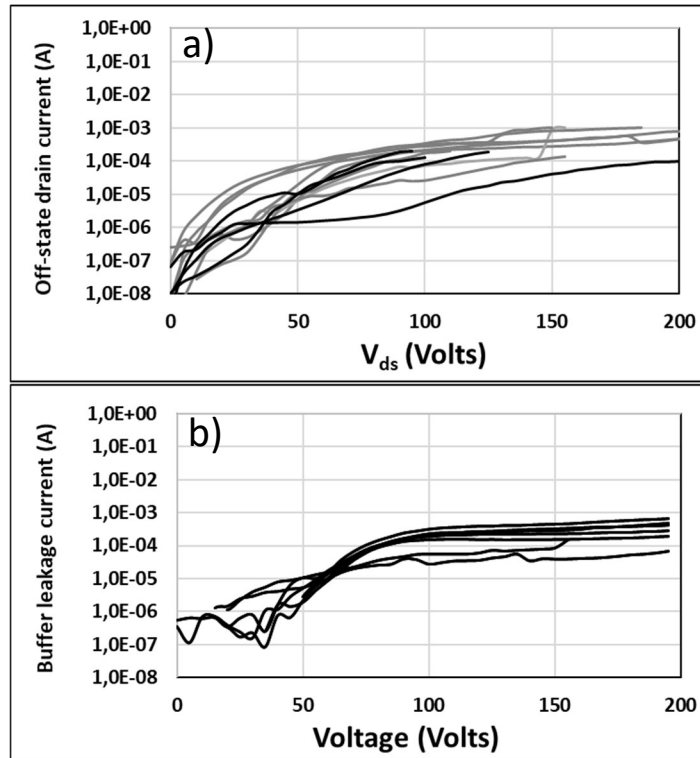 a)
Off-state drain current (A)
1,0E+00
1,0E-01
1,0E-02
1,0E-03
1,0E-04
1,0E-05
1,0E-06
1,0E-07
1,0E-08
0 50 100 150 200
Vds (Volts)
b)
Buffer leakage current (A)
1,0E+00
1,0E-01
1,0E-02
1,0E-03
1,0E-04
1,0E-05
1,0E-06
1,0E-07
1,0E-08
0 50 100 150 200
Voltage (Volts)